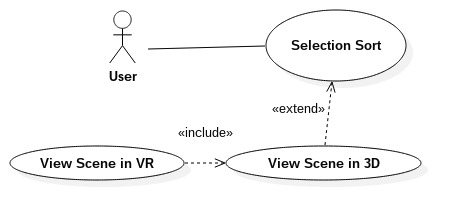 Selection Sort
User
«extend»
«include»
View Scene in VR
View Scene in 3D